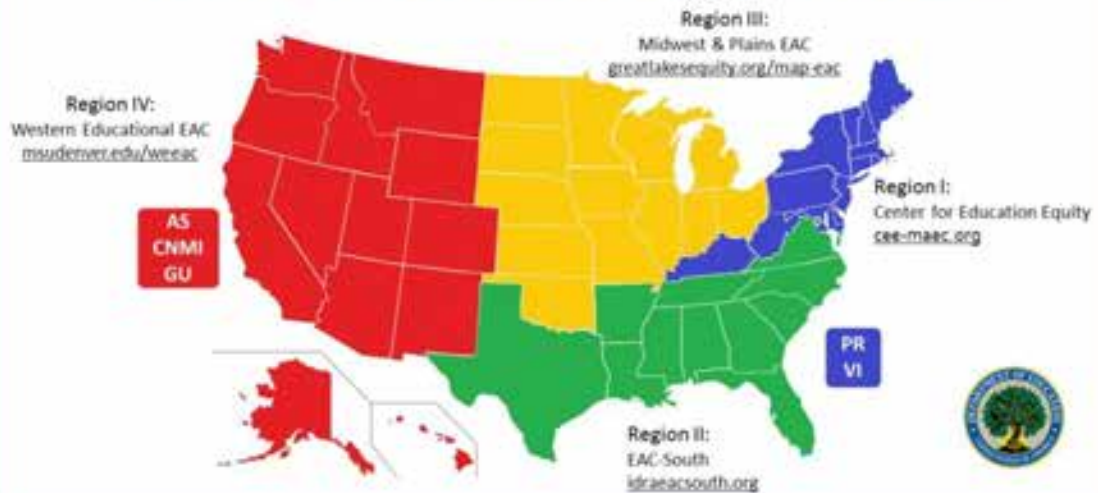 Region III:
Midwest & Plains EAC
greatlakesequity.org/map-eac
Region IV:
Western Educational EAC
msudenver.edu/weeac
Region I:
Center for Education Equity
cee-maec.org
AS
CNMI
GU
PR
VI
Region II:
EAC-South
idraeacsouth.org